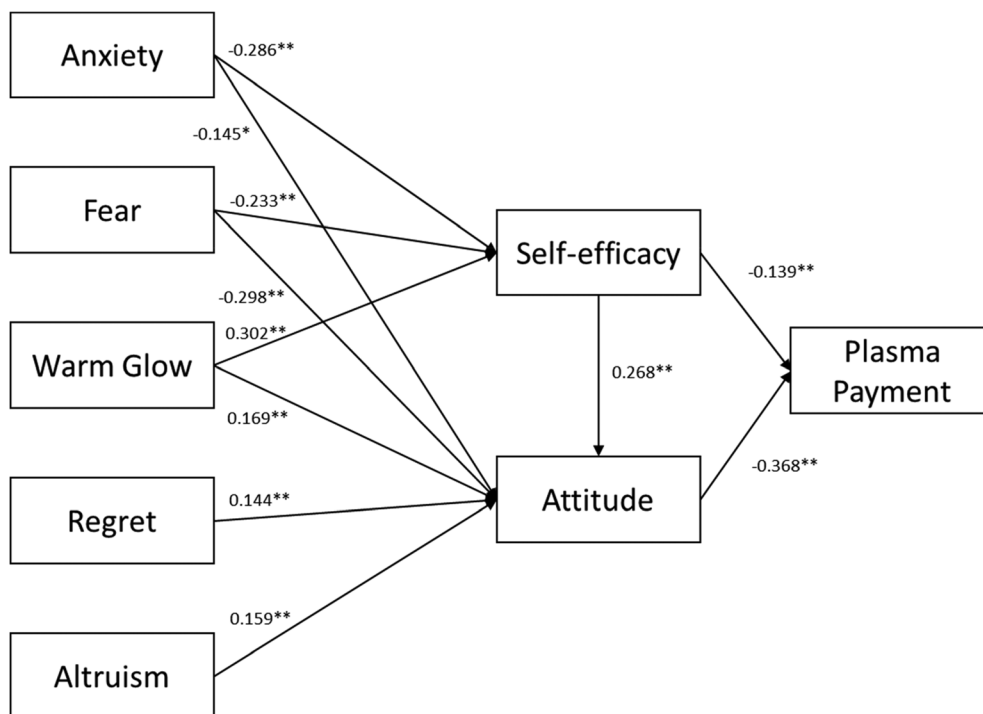 Anxiety
-0.286**
-0.145*
Fear
-0.233**
-0.298**
Self-efficacy
-0.139**
Warm Glow
0.302**
0.169**
0.268**
Plasma
Payment
Regret
0.144**
Attitude
-0.368**
Altruism
0.159**